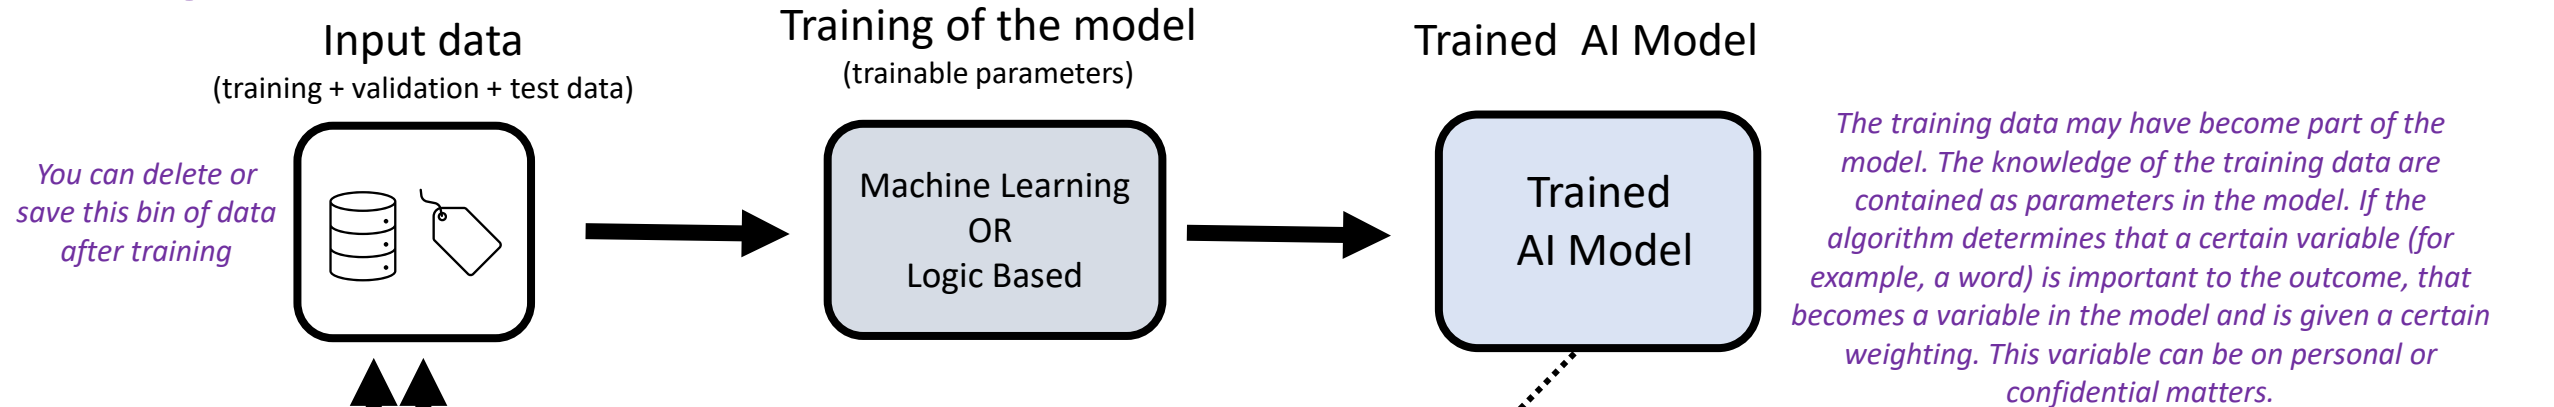 Input data
(training + validation + test data)
You can delete or
save this bin of data
after training
Training of the model
(trainable parameters)
Machine Learning
OR
Logic Based
Trained AI Model
Trained
AI Model
The training data may have become part of the
model. The knowledge of the training data are
contained as parameters in the model. If the
algorithm determines that a certain variable (for
example, a word) is important to the outcome, that
becomes a variable in the model and is given a certain
weighting. This variable can be on personal or
confidential matters.